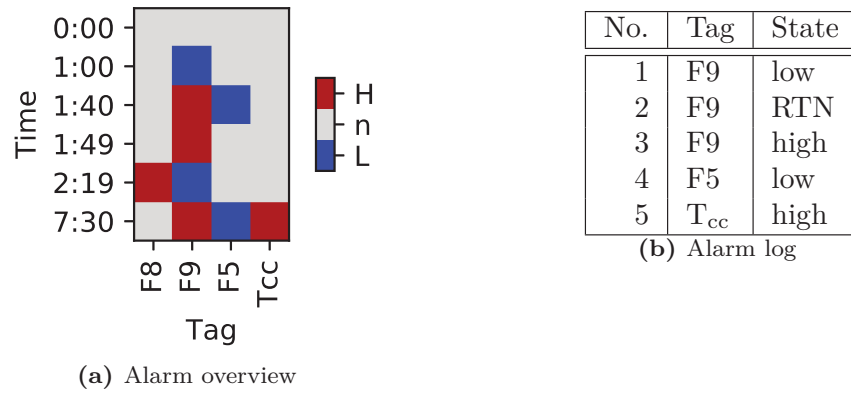 Time
0:00
1:00
1:40
1:49
2:19
7:30
F8 F9 F5 Tcc
Tag
H
n
L
(a) Alarm overview
No. Tag State
1 F9 low
2 F9 RTN
3 F9 high
4 F5 low
5 Tcc high
(b) Alarm log